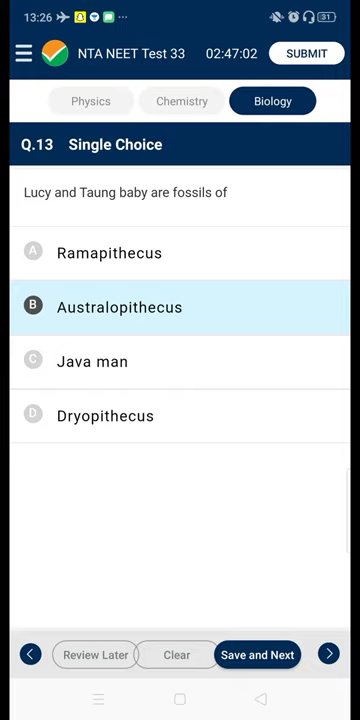 13:26
31
NTA NEET Test 33 02:47:02 SUBMIT
Physics Chemistry Biology
Q.13 Single Choice
Lucy and Taung baby are fossils of
A Ramapithecus
B Australopithecus
C Java man
D Dryopithecus
Review Later Clear Save and Next